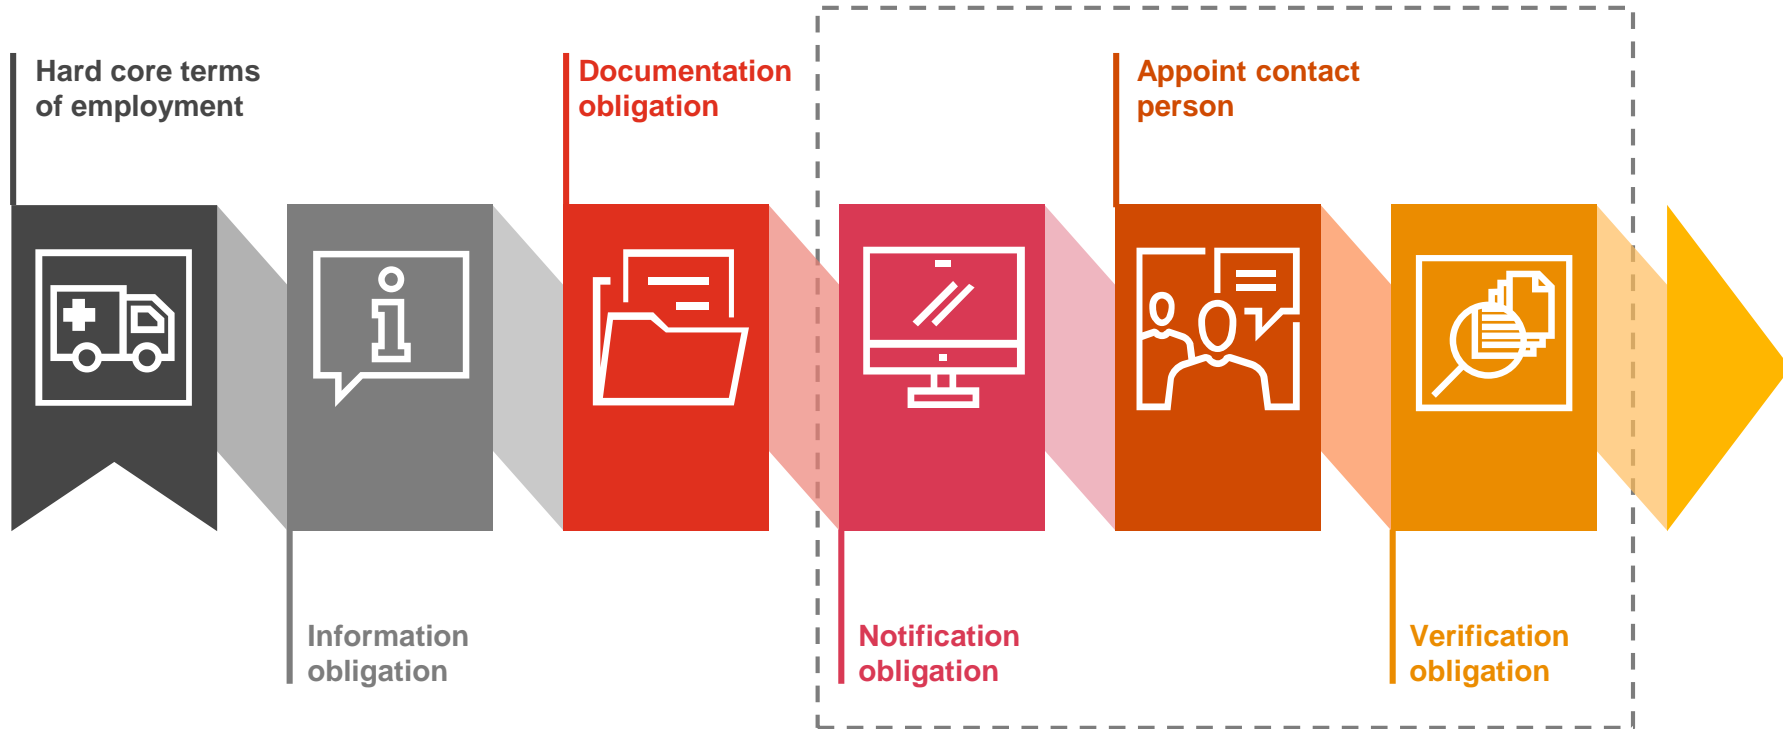 Hard core terms
of employment
Information
obligation
Documentation
obligation
Notification
obligation
Appoint contact
person
Verification
obligation